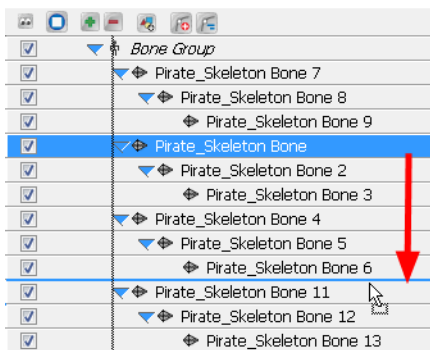 Bone Group
Pirate_Skeleton Bone 7
Pirate_Skeleton Bone 8
Pirate_Skeleton Bone 9
Pirate_Skeleton Bone
Pirate_Skeleton Bone 2
Pirate_Skeleton Bone 3
Pirate_Skeleton Bone 4
Pirate_Skeleton Bone 5
Pirate_Skeleton Bone 6
Pirate_Skeleton Bone 11
Pirate_Skeleton Bone 12
Pirate_Skeleton Bone 13